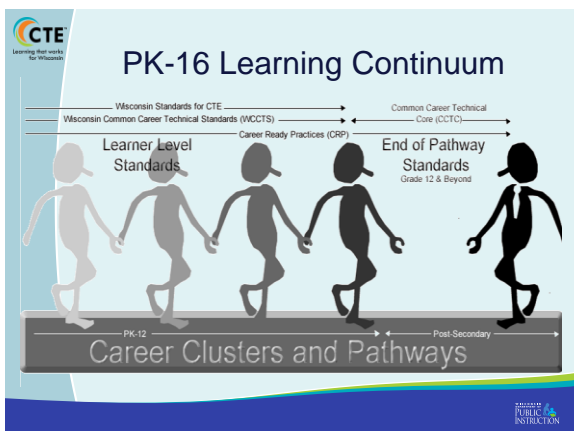 CTE™
Learning that works
for Wisconsin
PK-16 Learning Continuum
Wisconsin Standards for CTE
Wisconsin Common Career Technical Standards (WCCTS)
Career Ready Practices (CRP)
Common Career Technical
Core (CCTC)
Learner Level
Standards
End of Pathway
Standards
Grade 12 & Beyond
PK-12
Post-Secondary
Career Clusters and Pathways
WISCONSIN
PUBLIC
INSTRUCTION